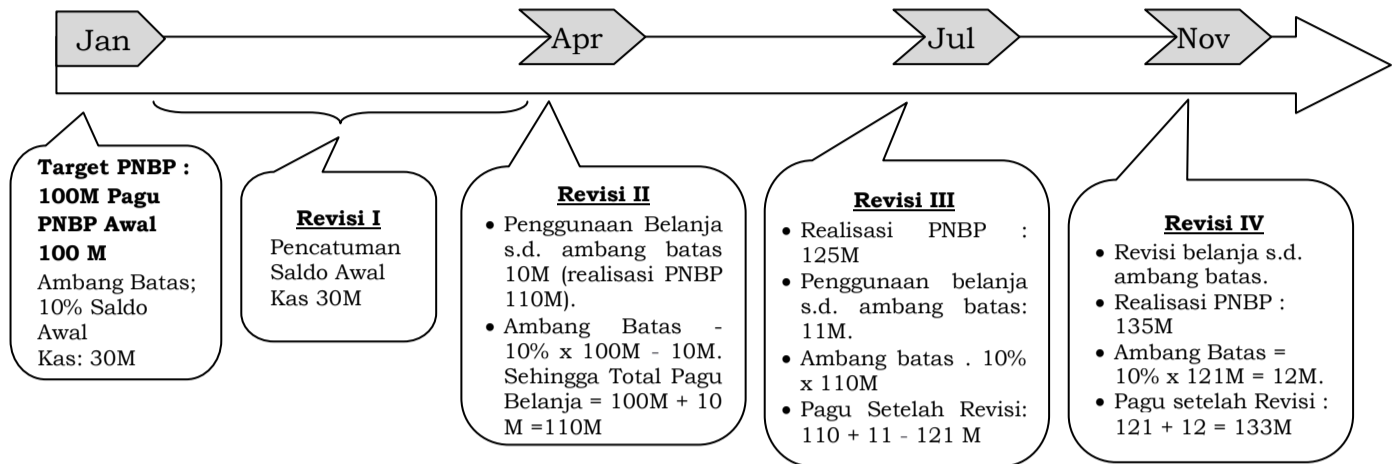 Jan
Apr
Jul
Nov
Target PNBP :
100M Pagu
PNBP Awal
100 M
Ambang Batas;
10% Saldo
Awal
Kas: 30M
Revisi I
Pencatuman
Saldo Awal
Kas 30M
Revisi II
• Penggunaan Belanja
s.d. ambang batas
10M (realisasi PNBP
110M).
• Ambang Batas -
10% x 100M - 10M.
Sehingga Total Pagu
Belanja = 100M + 10
M =110M
Revisi III
• Realisasi PNBP :
125M
• Penggunaan belanja
s.d. ambang batas:
11M.
• Ambang batas . 10%
x 110M
• Pagu Setelah Revisi:
110 + 11 - 121 M
Revisi IV
• Revisi belanja s.d.
ambang batas.
• Realisasi PNBP :
135M
• Ambang Batas =
10% x 121M = 12M.
• Pagu setelah Revisi :
121 + 12 = 133M